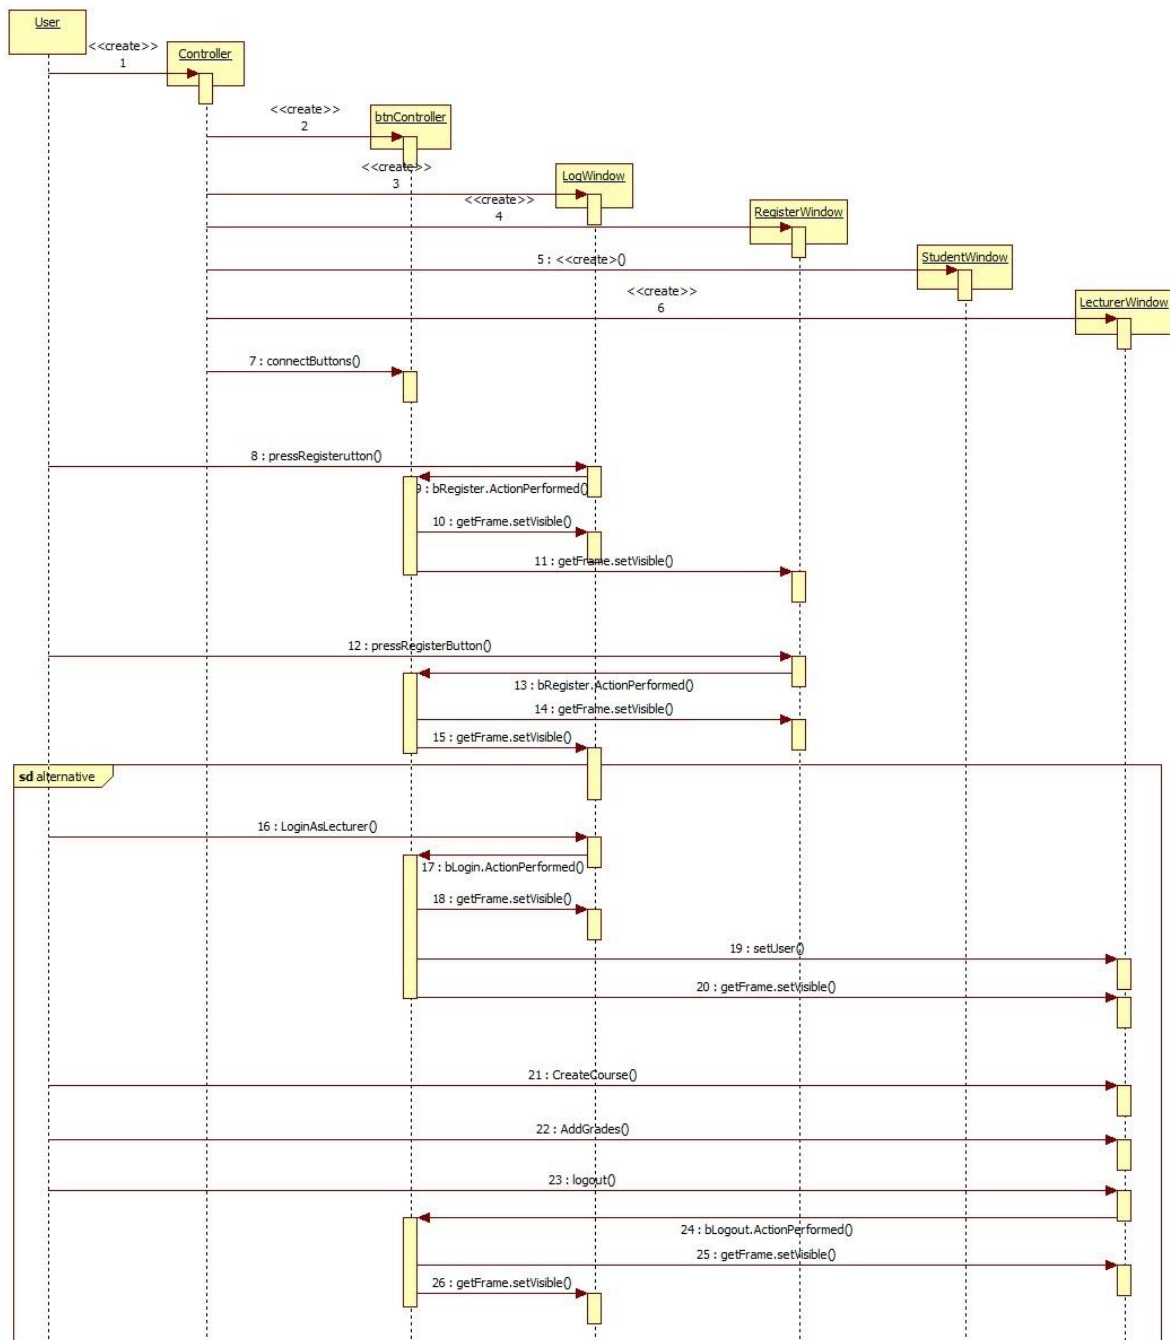 User
<<create>>
1
Controller
<<create>>
2
btnController
<<create>>
3
LogWindow
<<create>>
4
RegisterWindow
5 : <<create>()
StudentWindow
<<create>>
6
LecturerWindow
7 : connectButtons()
8 : pressRegisterutton()
9 : bRegister.ActionPerformed()
10 : getFrame.setVisible()
11 : getFrame.setVisible()
12 : pressRegisterButton()
13 : bRegister.ActionPerformed()
14 : getFrame.setVisible()
15 : getFrame.setVisible()
sd alternative
16 : LoginAsLecturer()
17 : bLogin.ActionPerformed()
18 : getFrame.setVisible()
19 : setUser()
20 : getFrame.setVisible()
21 : CreateCourse()
22 : AddGrades()
23 : logout()
24 : bLogout.ActionPerformed()
25 : getFrame.setVisible()
26 : getFrame.setVisible()